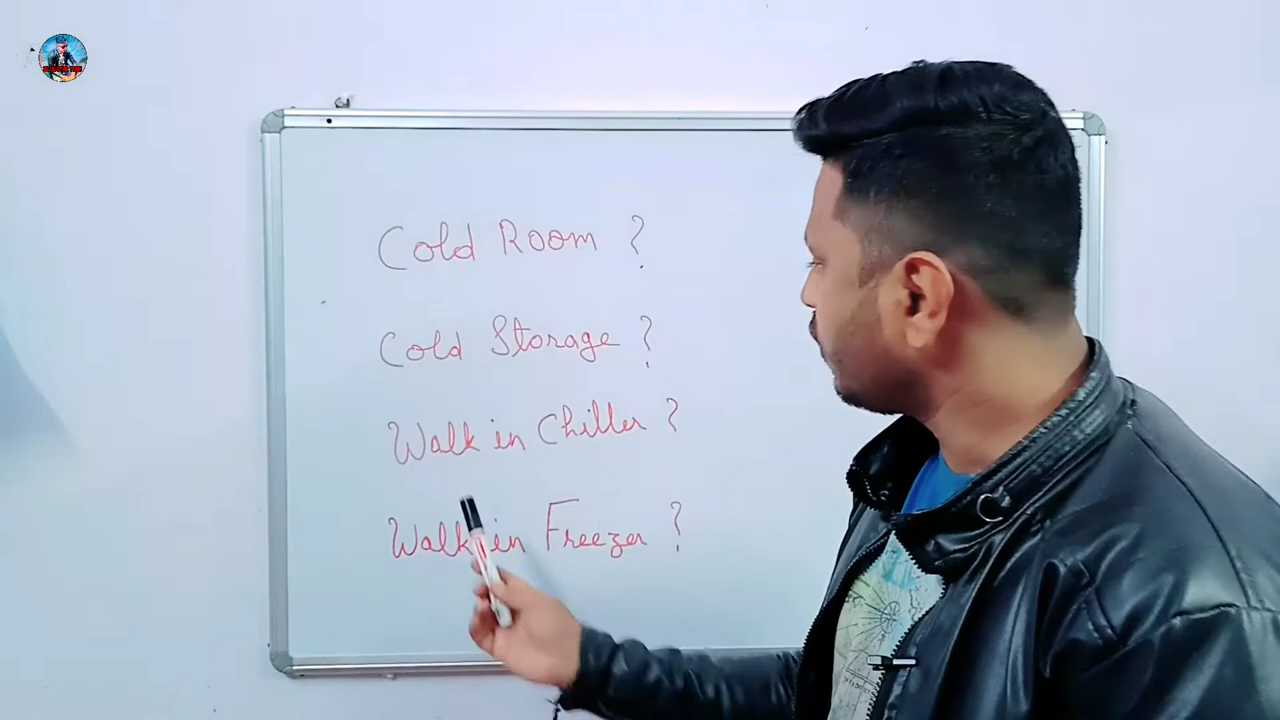 Cold Room ?
Cold Storage ?
Walk in Chiller ?
Walk in Freezer ?